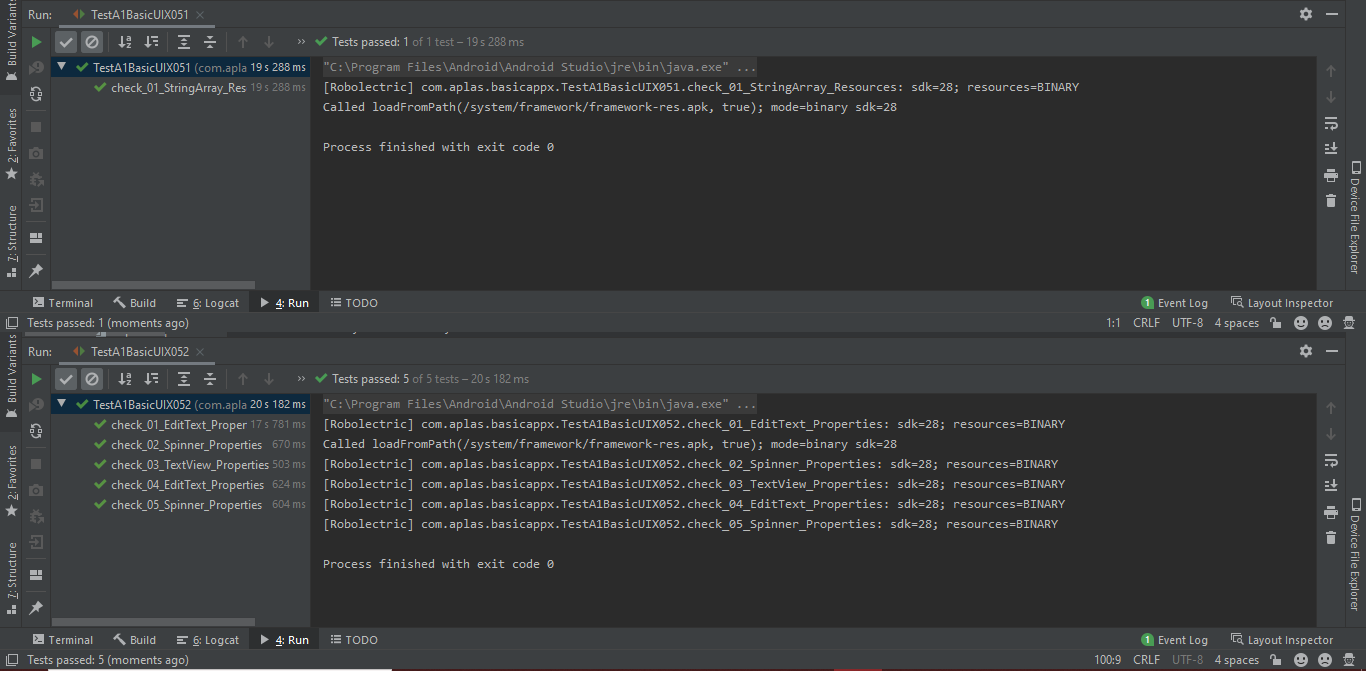 Run: TestA1BasicUIX051
Tests passed: 1 of 1 test – 19 s 288 ms
TestA1BasicUIX051 (com.apla 19 s 288 ms
check_01_StringArray_Res 19 s 288 ms
"C:\Program Files\Android\Android Studio\jre\bin\java.exe" ...
[Robolectric] com.aplas.basicappx.TestA1BasicUIX051.check_01_StringArray_Resources: sdk=28; resources=BINARY
Called loadFromPath(/system/framework/framework-res.apk, true); mode=binary sdk=28
Process finished with exit code 0
Build Variants
2: Favorites
7: Structure
Device File Explorer
Terminal Build 6: Logcat 4: Run TODO 1 Event Log Layout Inspector
Tests passed: 1 (moments ago) 1:1 CRLF UTF-8 4 spaces
Run: TestA1BasicUIX052
Tests passed: 5 of 5 tests – 20 s 182 ms
TestA1BasicUIX052 (com.apla 20 s 182 ms
check_01_EditText_Proper 17 s 781 ms
check_02_Spinner_Properties 670 ms
check_03_TextView_Properties 503 ms
check_04_EditText_Properties 624 ms
check_05_Spinner_Properties 604 ms
"C:\Program Files\Android\Android Studio\jre\bin\java.exe" ...
[Robolectric] com.aplas.basicappx.TestA1BasicUIX052.check_01_EditText_Properties: sdk=28; resources=BINARY
Called loadFromPath(/system/framework/framework-res.apk, true); mode=binary sdk=28
[Robolectric] com.aplas.basicappx.TestA1BasicUIX052.check_02_Spinner_Properties: sdk=28; resources=BINARY
[Robolectric] com.aplas.basicappx.TestA1BasicUIX052.check_03_TextView_Properties: sdk=28; resources=BINARY
[Robolectric] com.aplas.basicappx.TestA1BasicUIX052.check_04_EditText_Properties: sdk=28; resources=BINARY
[Robolectric] com.aplas.basicappx.TestA1BasicUIX052.check_05_Spinner_Properties: sdk=28; resources=BINARY
Process finished with exit code 0
Build Variants
2: Favorites
7: Structure
Device File Explorer
Terminal Build 6: Logcat 4: Run TODO 1 Event Log Layout Inspector
Tests passed: 5 (moments ago) 100:9 CRLF UTF-8 4 spaces